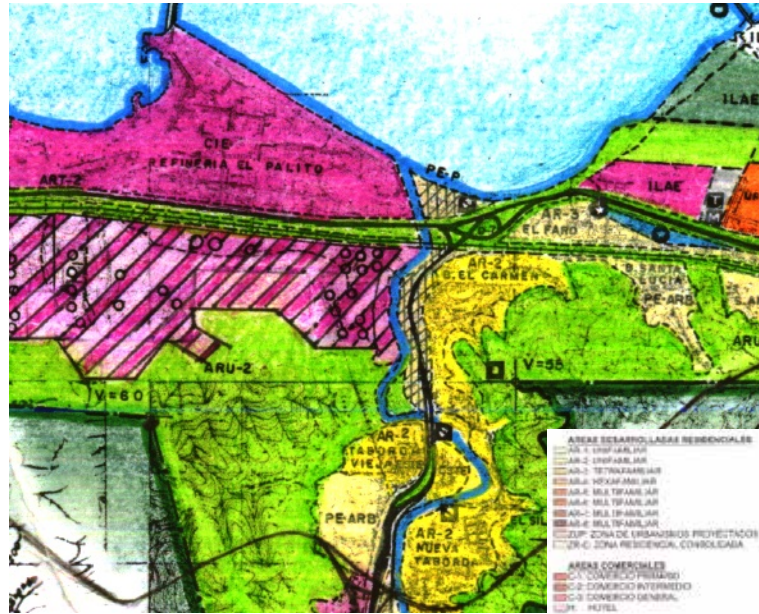 ILAE
CIE
REFINERIA EL PALITO
ART-2
PE-P
ILAE
T
M
AR-3
EL FARO
AR-2
G. EL CARMEN
B. SANTA
LUCIA
PE-ARB
ARU-2
V=60
V=55
AR-2
TABORDA
VIEJA
PE-ARB
AR-2
NUEVA
TABORDA
AREAS DESARROLLADAS RESIDENCIALES
AR-1: UNIFAMILIAR
AR-2: UNIFAMILIAR
AR-3: TETRAFAMILIAR
AR-4: HEXAFAMILIAR
AR-5: MULTIFAMILIAR
AR-6: MULTIFAMILIAR
AR-7: MULTIFAMILIAR
AR-8: MULTIFAMILIAR
ZUP: ZONA DE URBANISMOS PROYECTADOS
ZR-C: ZONA RESIDENCIAL CONSOLIDADA
AREAS COMERCIALES
C-1: COMERCIO PRIMARIO
C-2: COMERCIO INTERMEDIO
C-3: COMERCIO GENERAL
H: HOTEL